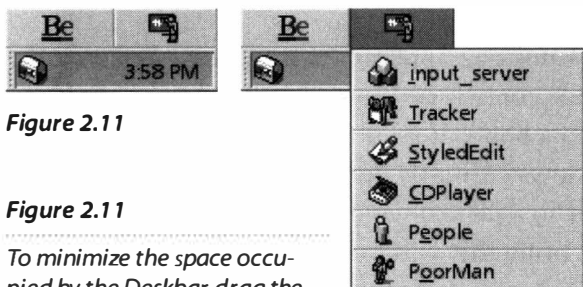 Be
3:58 PM
Be
input_server
Tracker
StyledEdit
CDPlayer
People
PoorMan
Figure 2.11
Figure 2.11
To minimize the space occu-
pied by the Deskbar, drag the